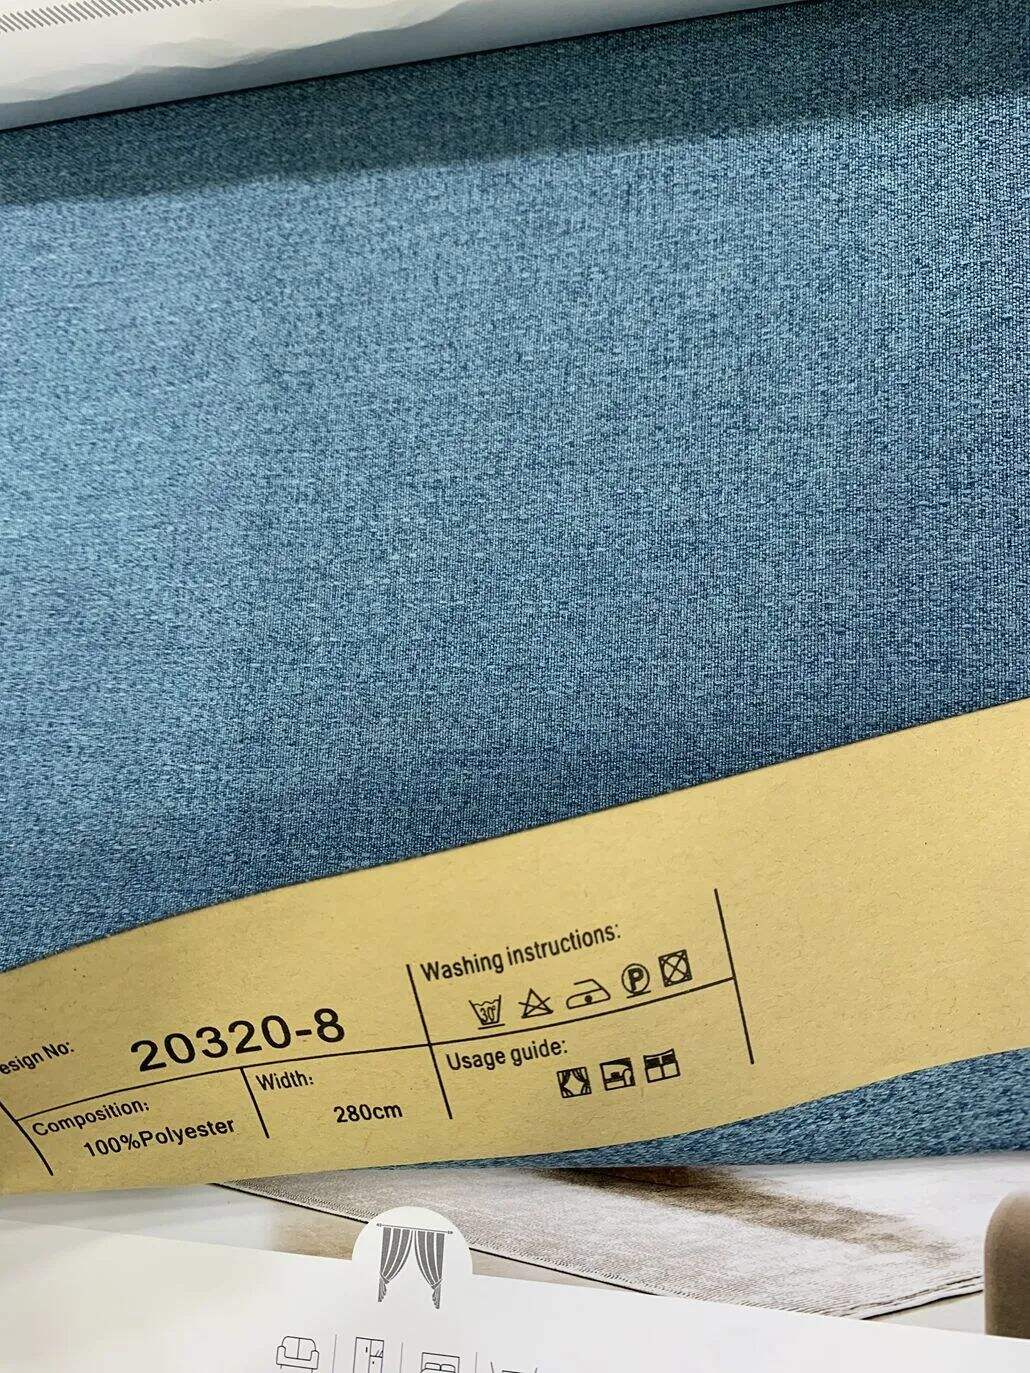 esign No:
20320-8
Composition:
100%Polyester
Width:
280cm
Washing instructions:
30°
P
Usage guide: